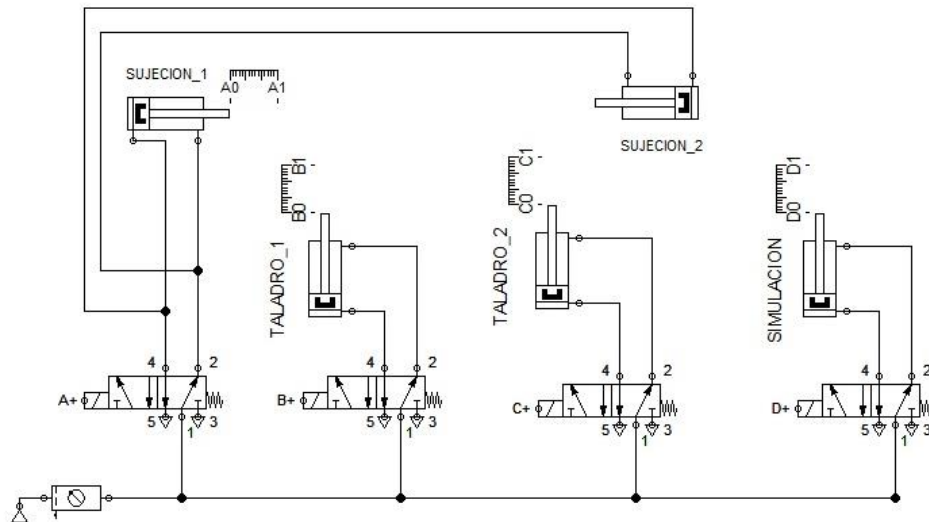 SUJECION_1
A0 A1
SUJECION_2
B1
B0
TALADRO_1
C1
C0
TALADRO_2
D1
D0
SIMULACION
4 2
A+
5 3
1
4 2
B+
5 3
1
4 2
C+
5 3
1
4 2
D+
5 3
1